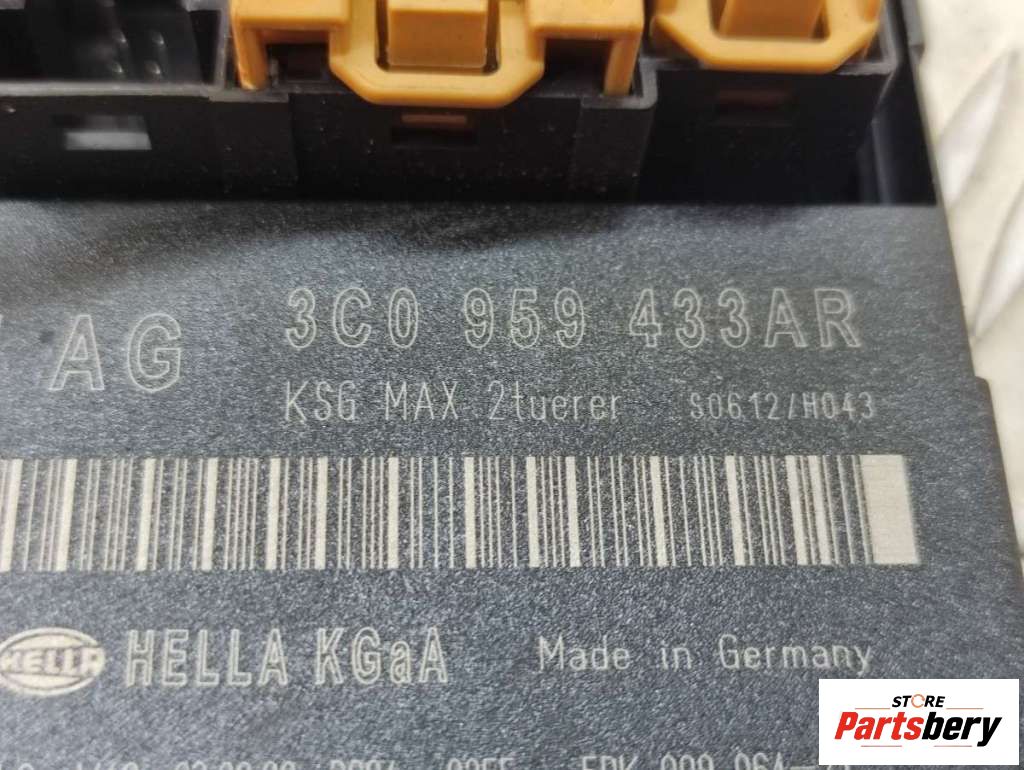 AG 3C0 959 433AR
KSG MAX 2tuerer S0612/H043
HELLA HELLA KGaA Made in Germany
STORE
Partsbery